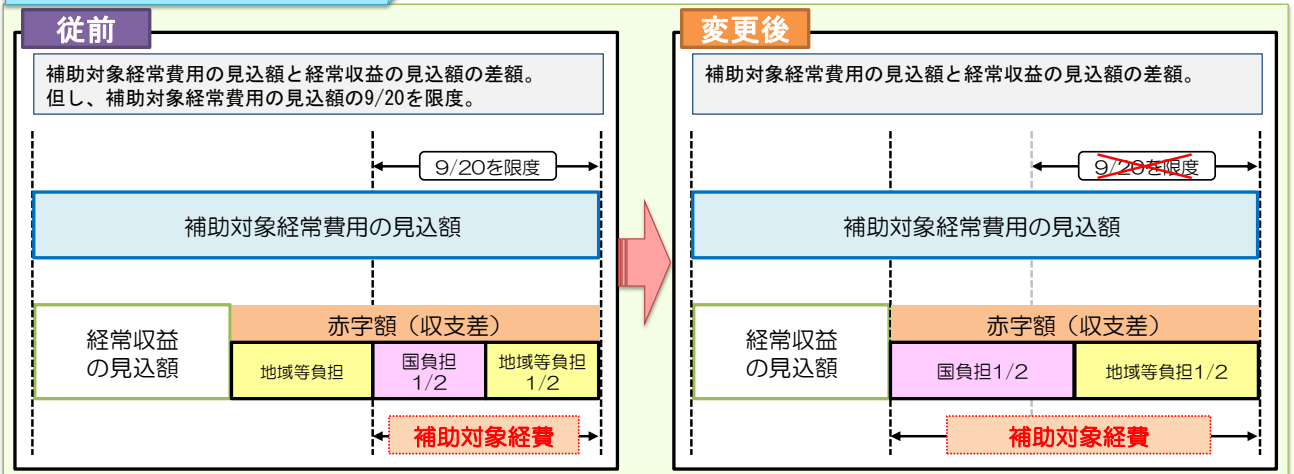 従前
補助対象経常費用の見込額と経常収益の見込額の差額。
但し、補助対象経常費用の見込額の9/20を限度。
9/20を限度
補助対象経常費用の見込額
経常収益
の見込額
赤字額（収支差）
地域等負担
国負担
1/2
地域等負担
1/2
補助対象経費
変更後
補助対象経常費用の見込額と経常収益の見込額の差額。
9/20を限度
補助対象経常費用の見込額
経常収益
の見込額
赤字額（収支差）
国負担1/2
地域等負担1/2
補助対象経費